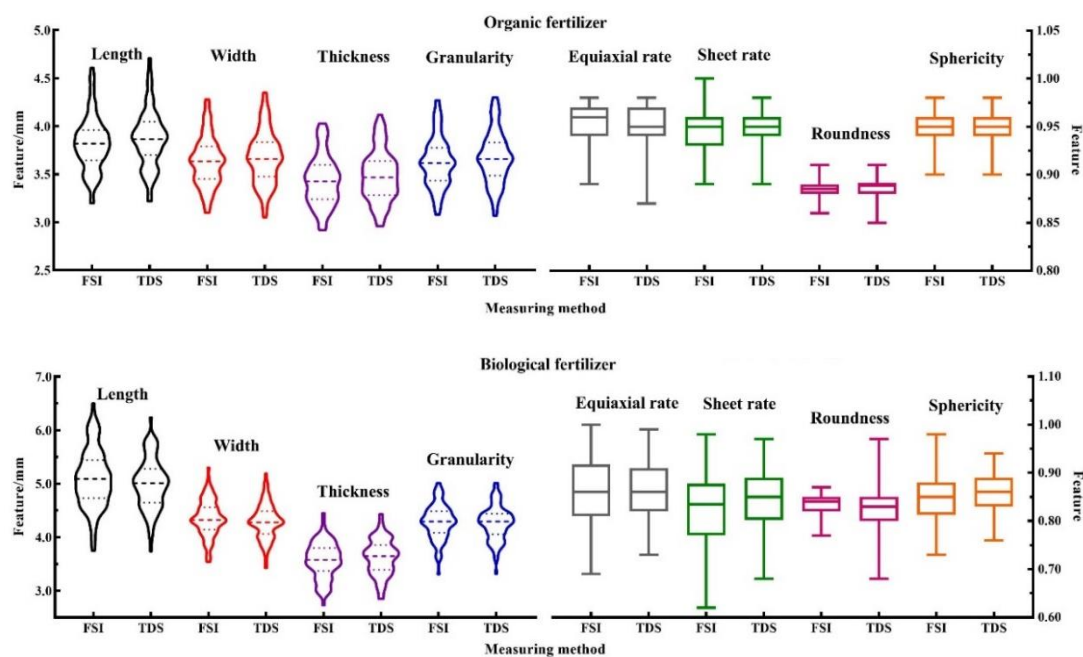 Organic fertilizer
Length Width Thickness Granularity Equiaxial rate Sheet rate Roundness Sphericity
Feature/mm
5.0
4.5
4.0
3.5
3.0
2.5
Feature
1.05
1.00
0.95
0.90
0.85
0.80
FSI TDS FSI TDS FSI TDS FSI TDS FSI TDS FSI TDS FSI TDS FSI TDS
Measuring method
Biological fertilizer
Length Width Thickness Granularity Equiaxial rate Sheet rate Roundness Sphericity
Feature/mm
7.0
6.0
5.0
4.0
3.0
Feature
1.10
1.00
0.90
0.80
0.70
0.60
FSI TDS FSI TDS FSI TDS FSI TDS FSI TDS FSI TDS FSI TDS FSI TDS
Measuring method